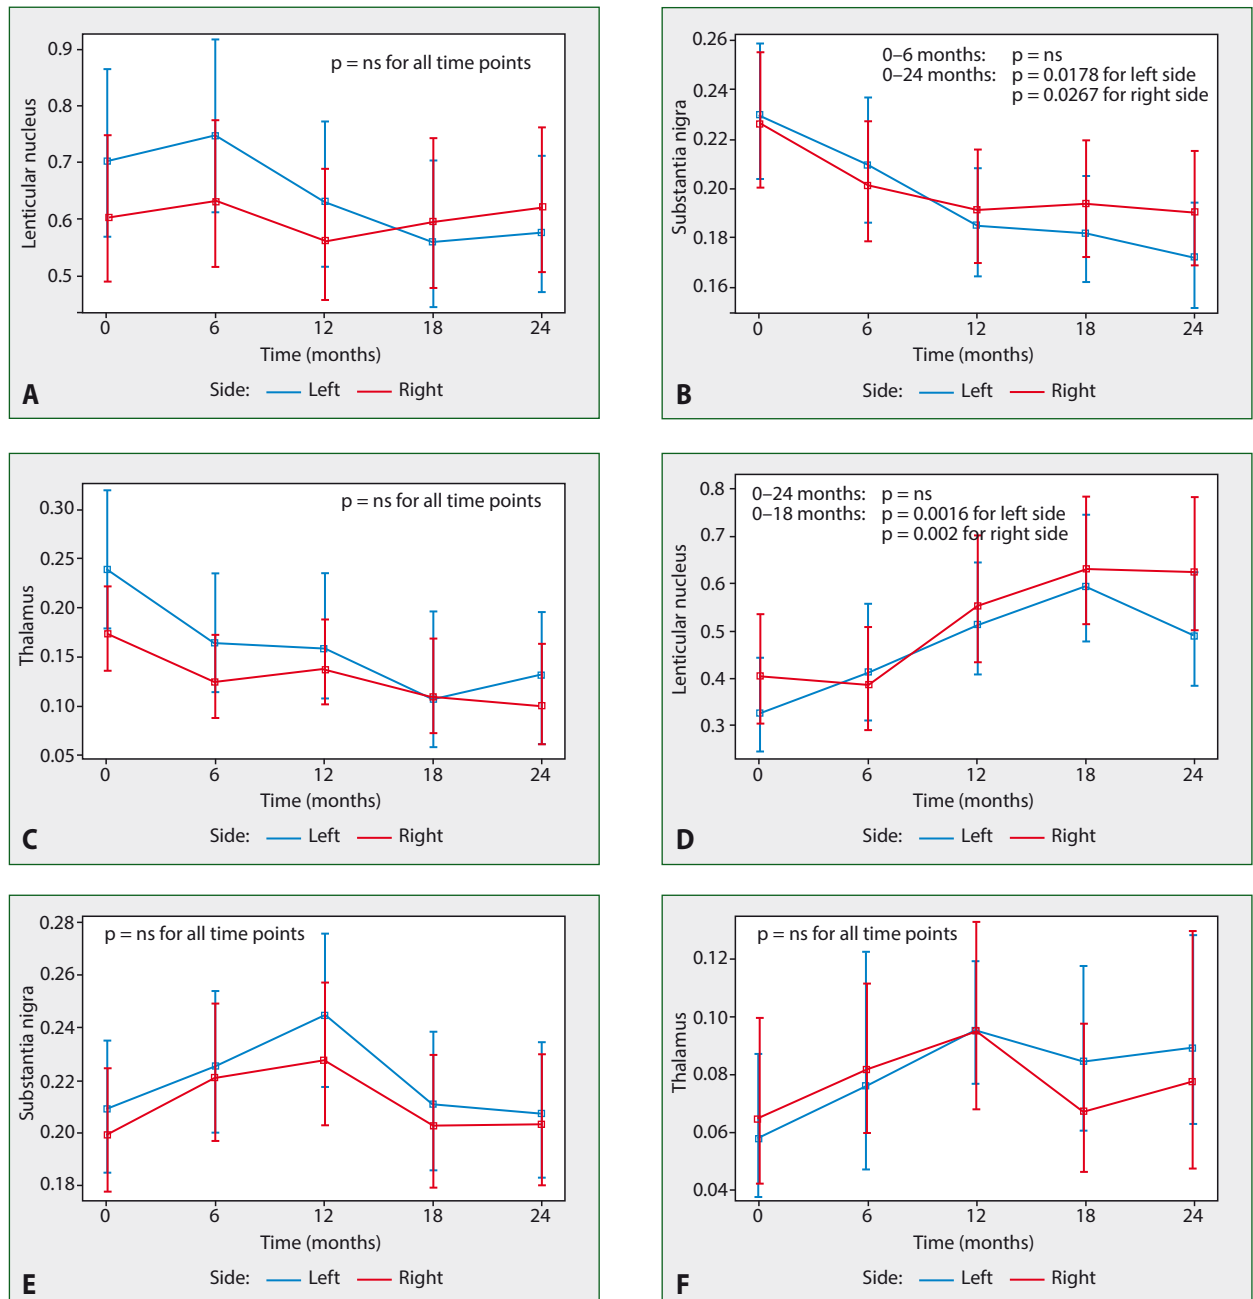 0.9
0.8
0.7
0.6
0.5
Lenticular nucleus
p = ns for all time points
0 6 12 18 24
Time (months)
Side: Left Right
A
0.26
0.24
0.22
0.20
0.18
0.16
Substantia nigra
0–6 months: p = ns
0–24 months: p = 0.0178 for left side
p = 0.0267 for right side
0 6 12 18 24
Time (months)
Side: Left Right
B
0.30
0.25
0.20
0.15
0.10
0.05
Thalamus
p = ns for all time points
0 6 12 18 24
Time (months)
Side: Left Right
C
0.8
0.7
0.6
0.5
0.4
0.3
Lenticular nucleus
0–24 months: p = ns
0–18 months: p = 0.0016 for left side
p = 0.002 for right side
0 6 12 18 24
Time (months)
Side: Left Right
D
0.28
0.26
0.24
0.22
0.20
0.18
Substantia nigra
p = ns for all time points
0 6 12 18 24
Time (months)
Side: Left Right
E
0.12
0.10
0.08
0.06
0.04
Thalamus
p = ns for all time points
0 6 12 18 24
Time (months)
Side: Left Right
F